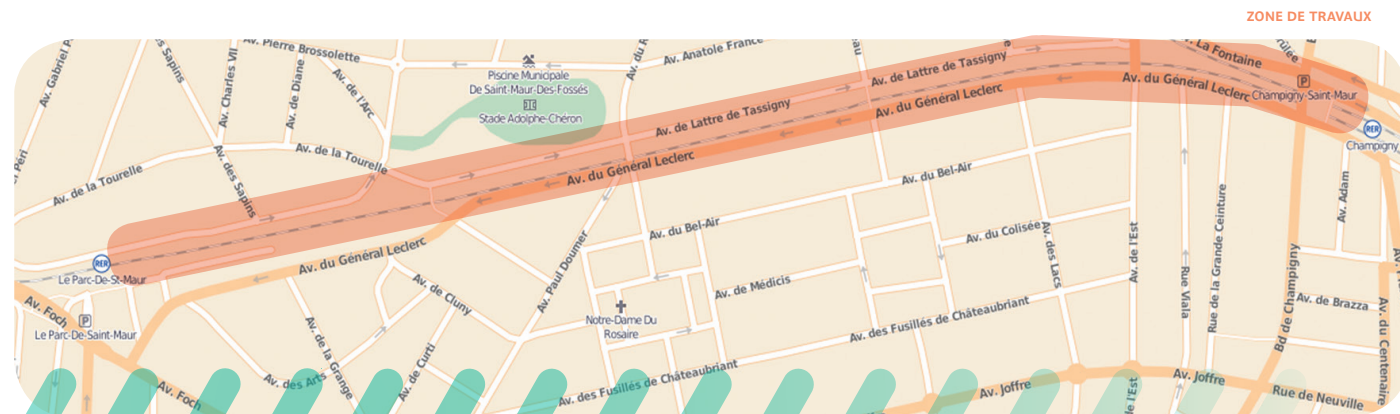 ZONE DE TRAVAUX
Av. Gabriel P
es Sapins
Av. Charles VII
Av. Pierre Brossolette
Av. de Diane
Av. de l'Arc
Piscine Municipale
De Saint-Maur-Des-Fossés
Stade Adolphe-Chéron
Av. du R
Av. Anatole France
Av. de Lattre de Tassigny
Av. de Lattre de Tassigny
Av. du Général Leclerc
Av. du Général Leclerc
Av. du Général Leclerc
. La Fontaine
rûlée
P
Champigny-Saint-Maur
RER
Champigny
Péri
Av. de la Tourelle
Av. des Sapins
Av. de la Tourelle
Av. du Bel-Air
Av. du Bel-Air
Av. du Colisée
Av. des Lacs
Av. de l'Est
Rue Viala
Rue de la Grande Ceinture
Bd de Champigny
Av. Adam
RER
Le Parc-De-St-Maur
Av. du Général Leclerc
Av. Paul Doumer
Av. de Cluny
Av. de Médicis
Av. Foch
P
Le Parc-De-Saint-Maur
Notre-Dame Du
Rosaire
Av. des Fusillés de Châteaubriant
Av. de Brazza
Av. du Centenaire
Av. de la Grange
Av. des Arts
Av. de Curti
Av. des Fusillés de Châteaubriant
Av. Foch
Av. Joffre
de l'Est
Av. Joffre
Rue de Neuville